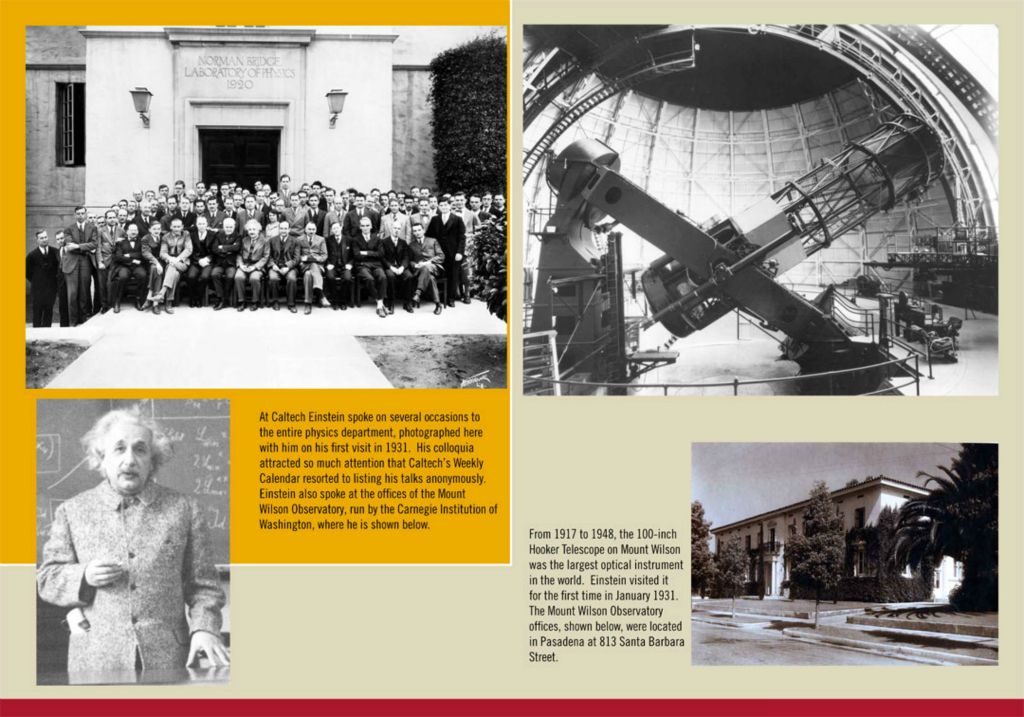 NORMAN BRIDGE
LABORATORY OF PHYSICS
1920
At Caltech Einstein spoke on several occasions to
the entire physics department, photographed here
with him on his first visit in 1931. His colloquia
attracted so much attention that Caltech's Weekly
Calendar resorted to listing his talks anonymously.
Einstein also spoke at the offices of the Mount
Wilson Observatory, run by the Carnegie Institution of
Washington, where he is shown below.
From 1917 to 1948, the 100-inch
Hooker Telescope on Mount Wilson
was the largest optical instrument
in the world. Einstein visited it
for the first time in January 1931.
The Mount Wilson Observatory
offices, shown below, were located
in Pasadena at 813 Santa Barbara
Street.